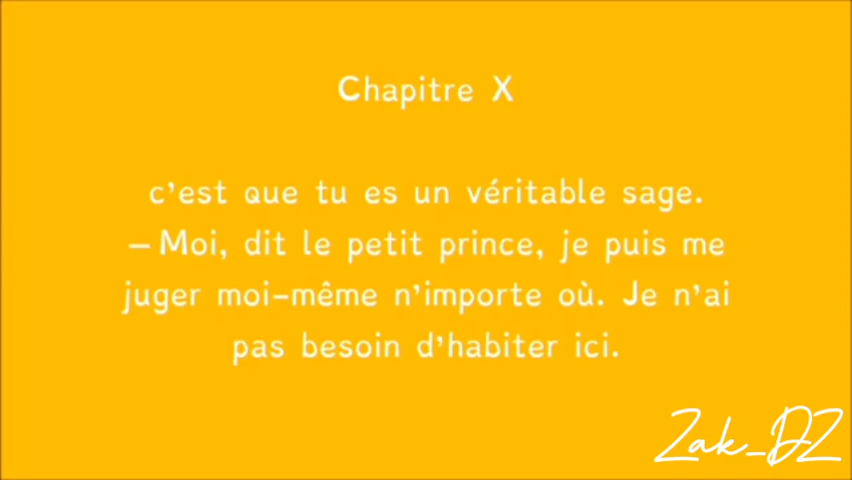 Chapitre X
c'est que tu es un véritable sage.
– Moi, dit le petit prince, je puis me
juger moi-même n'importe où. Je n'ai
pas besoin d'habiter ici.
Zak_DZ